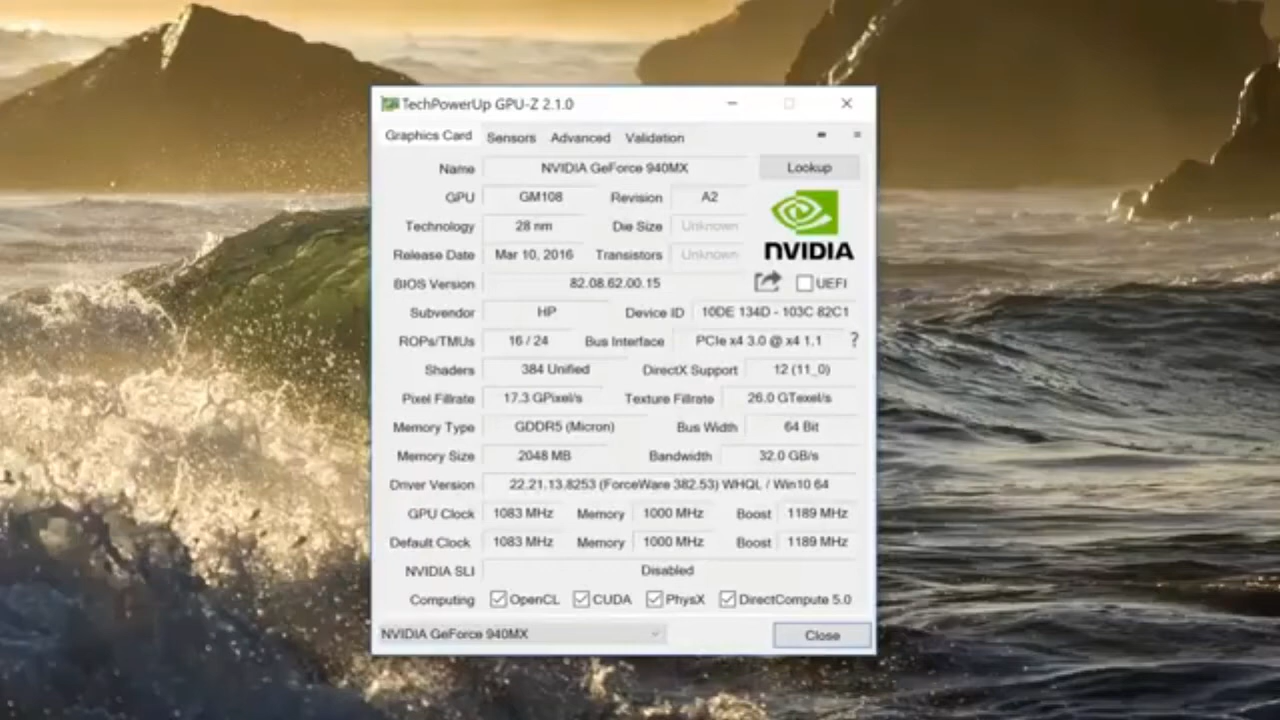 TechPowerUp GPU-Z 2.1.0
Graphics Card Sensors Advanced Validation
Name NVIDIA GeForce 940MX Lookup
GPU GM108 Revision A2
Technology 28 nm Die Size Unknown
Release Date Mar 10, 2016 Transistors Unknown
NVIDIA
BIOS Version 82.08.62.00.15 UEFI
Subvendor HP Device ID 10DE 134D - 103C 82C1
ROPs/TMUs 16 / 24 Bus Interface PCIe x4 3.0 @ x4 1.1 ?
Shaders 384 Unified DirectX Support 12 (11_0)
Pixel Fillrate 17.3 GPixel/s Texture Fillrate 26.0 GTexel/s
Memory Type GDDR5 (Micron) Bus Width 64 Bit
Memory Size 2048 MB Bandwidth 32.0 GB/s
Driver Version 22.21.13.8253 (ForceWare 382.53) WHQL / Win10 64
GPU Clock 1083 MHz Memory 1000 MHz Boost 1189 MHz
Default Clock 1083 MHz Memory 1000 MHz Boost 1189 MHz
NVIDIA SLI Disabled
Computing OpenCL CUDA PhysX DirectCompute 5.0
NVIDIA GeForce 940MX Close